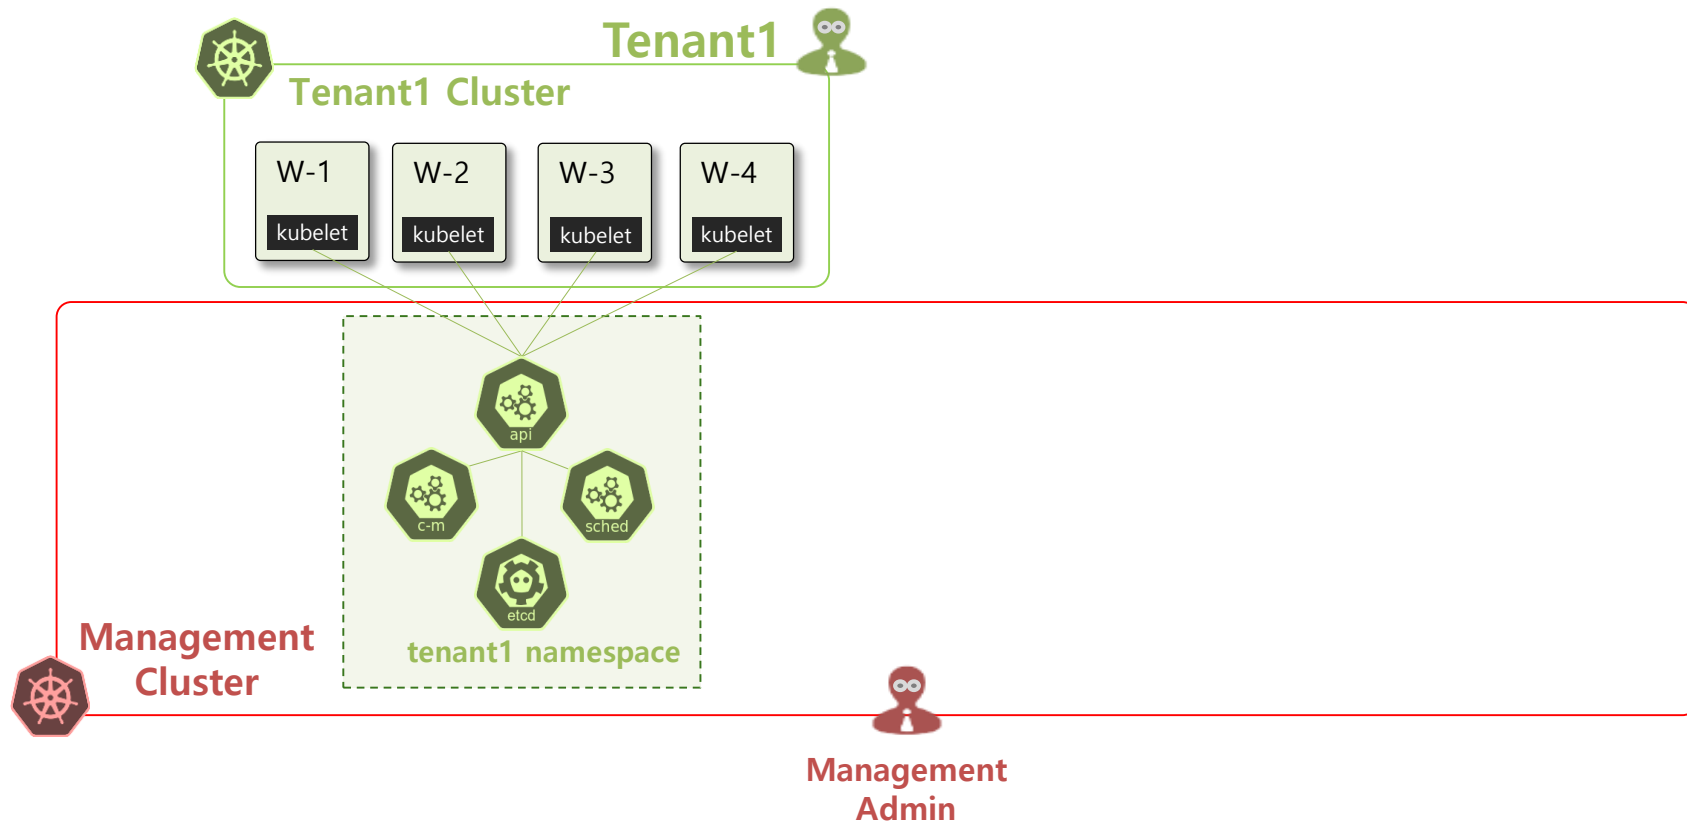 Tenant1
Tenant1 Cluster
W-1
W-2
W-3
W-4
kubelet
kubelet
kubelet
kubelet
api
c-m
sched
etcd
tenant1 namespace
Management
Cluster
Management
Admin